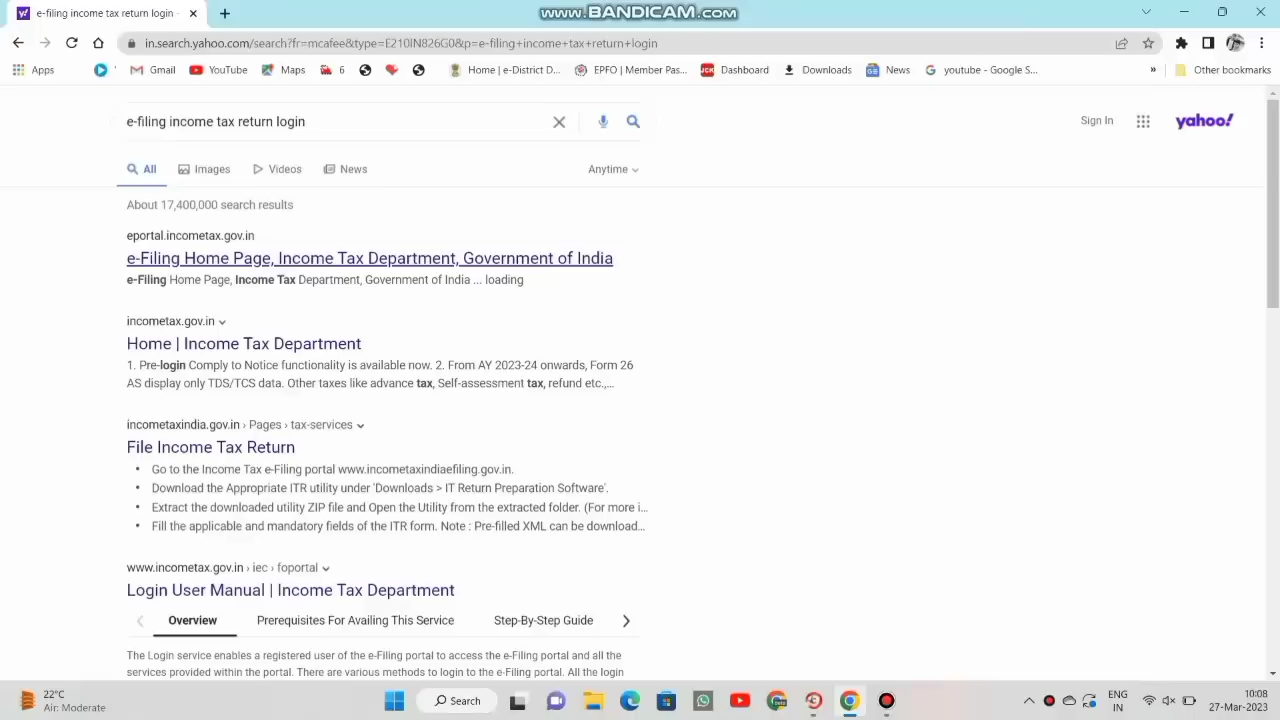 e-filing income tax return login
www.BANDICAM.com
in.search.yahoo.com/search?fr=mcafee&type=E210IN826G0&p=e-filing+income+tax+return+login
Apps
Gmail
YouTube
Maps
6
Home | e-District D...
EPFO | Member Pas...
Dashboard
Downloads
News
youtube - Google S...
»
Other bookmarks
e-filing income tax return login
Sign In
yahoo!
All
Images
Videos
News
Anytime
About 17,400,000 search results
eportal.incometax.gov.in
e-Filing Home Page, Income Tax Department, Government of India
e-Filing Home Page, Income Tax Department, Government of India ... loading
incometax.gov.in
Home | Income Tax Department
1. Pre-login Comply to Notice functionality is available now. 2. From AY 2023-24 onwards, Form 26
AS display only TDS/TCS data. Other taxes like advance tax, Self-assessment tax, refund etc.,...
incometaxindia.gov.in › Pages › tax-services
File Income Tax Return
• Go to the Income Tax e-Filing portal www.incometaxindiaefiling.gov.in.
• Download the Appropriate ITR utility under 'Downloads > IT Return Preparation Software'.
• Extract the downloaded utility ZIP file and Open the Utility from the extracted folder. (For more i...
• Fill the applicable and mandatory fields of the ITR form. Note : Pre-filled XML can be download...
www.incometax.gov.in › iec › foportal
Login User Manual | Income Tax Department
Overview
Prerequisites For Availing This Service
Step-By-Step Guide
The Login service enables a registered user of the e-Filing portal to access the e-Filing portal and all the
services provided within the portal. There are various methods to login to the e-Filing portal. All the login
22°C
Air: Moderate
Search
ENG
IN
10:08
27-Mar-2023